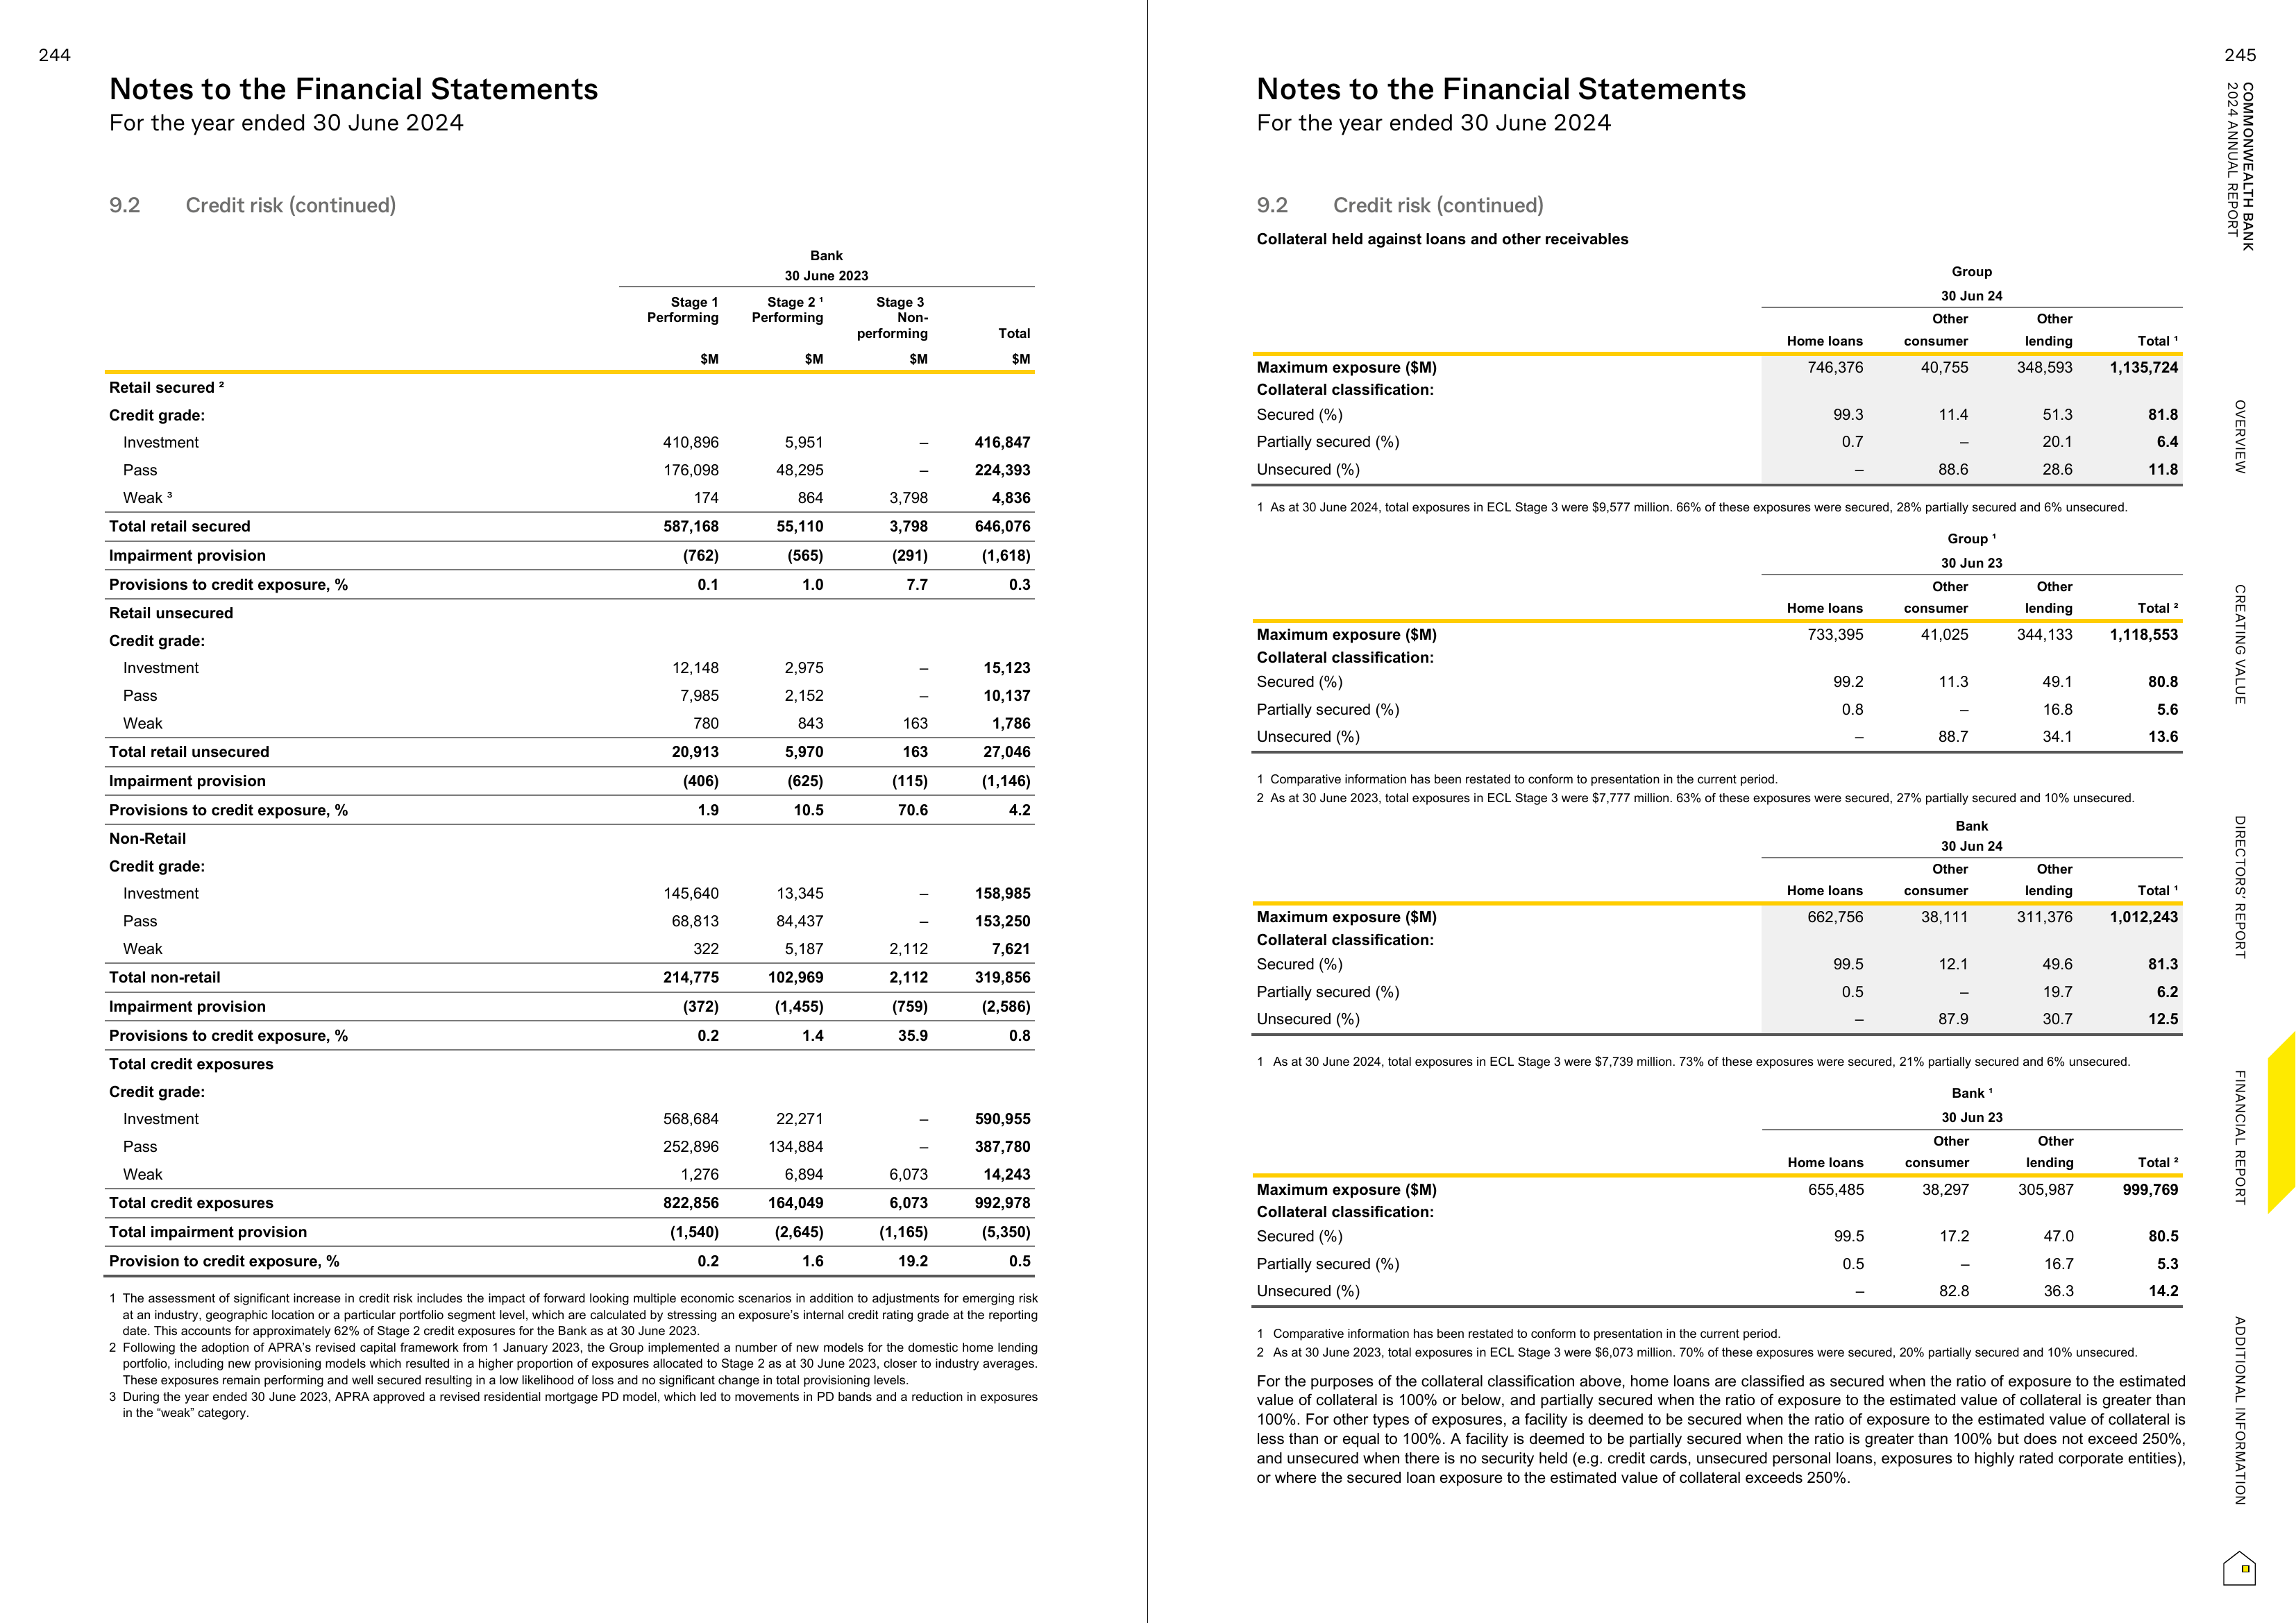 244
Notes to the Financial Statements
For the year ended 30 June 2024
9.2 Credit risk (continued)
Bank
30 June 2023
Stage 1 Stage 2 ¹ Stage 3
Performing Performing Non-
performing Total
$M $M $M $M
Retail secured ²
Credit grade:
Investment 410,896 5,951 – 416,847
Pass 176,098 48,295 – 224,393
Weak ³ 174 864 3,798 4,836
Total retail secured 587,168 55,110 3,798 646,076
Impairment provision (762) (565) (291) (1,618)
Provisions to credit exposure, % 0.1 1.0 7.7 0.3
Retail unsecured
Credit grade:
Investment 12,148 2,975 – 15,123
Pass 7,985 2,152 – 10,137
Weak 780 843 163 1,786
Total retail unsecured 20,913 5,970 163 27,046
Impairment provision (406) (625) (115) (1,146)
Provisions to credit exposure, % 1.9 10.5 70.6 4.2
Non-Retail
Credit grade:
Investment 145,640 13,345 – 158,985
Pass 68,813 84,437 – 153,250
Weak 322 5,187 2,112 7,621
Total non-retail 214,775 102,969 2,112 319,856
Impairment provision (372) (1,455) (759) (2,586)
Provisions to credit exposure, % 0.2 1.4 35.9 0.8
Total credit exposures
Credit grade:
Investment 568,684 22,271 – 590,955
Pass 252,896 134,884 – 387,780
Weak 1,276 6,894 6,073 14,243
Total credit exposures 822,856 164,049 6,073 992,978
Total impairment provision (1,540) (2,645) (1,165) (5,350)
Provision to credit exposure, % 0.2 1.6 19.2 0.5
1 The assessment of significant increase in credit risk includes the impact of forward looking multiple economic scenarios in addition to adjustments for emerging risk
at an industry, geographic location or a particular portfolio segment level, which are calculated by stressing an exposure's internal credit rating grade at the reporting
date. This accounts for approximately 62% of Stage 2 credit exposures for the Bank as at 30 June 2023.
2 Following the adoption of APRA's revised capital framework from 1 January 2023, the Group implemented a number of new models for the domestic home lending
portfolio, including new provisioning models which resulted in a higher proportion of exposures allocated to Stage 2 as at 30 June 2023, closer to industry averages.
These exposures remain performing and well secured resulting in a low likelihood of loss and no significant change in total provisioning levels.
3 During the year ended 30 June 2023, APRA approved a revised residential mortgage PD model, which led to movements in PD bands and a reduction in exposures
in the “weak” category.
Notes to the Financial Statements
For the year ended 30 June 2024
9.2 Credit risk (continued)
Collateral held against loans and other receivables
Group
30 Jun 24
Other Other
Home loans consumer lending Total ¹
Maximum exposure ($M) 746,376 40,755 348,593 1,135,724
Collateral classification:
Secured (%) 99.3 11.4 51.3 81.8
Partially secured (%) 0.7 – 20.1 6.4
Unsecured (%) – 88.6 28.6 11.8
1 As at 30 June 2024, total exposures in ECL Stage 3 were $9,577 million. 66% of these exposures were secured, 28% partially secured and 6% unsecured.
Group ¹
30 Jun 23
Other Other
Home loans consumer lending Total ²
Maximum exposure ($M) 733,395 41,025 344,133 1,118,553
Collateral classification:
Secured (%) 99.2 11.3 49.1 80.8
Partially secured (%) 0.8 – 16.8 5.6
Unsecured (%) – 88.7 34.1 13.6
1 Comparative information has been restated to conform to presentation in the current period.
2 As at 30 June 2023, total exposures in ECL Stage 3 were $7,777 million. 63% of these exposures were secured, 27% partially secured and 10% unsecured.
Bank
30 Jun 24
Other Other
Home loans consumer lending Total ¹
Maximum exposure ($M) 662,756 38,111 311,376 1,012,243
Collateral classification:
Secured (%) 99.5 12.1 49.6 81.3
Partially secured (%) 0.5 – 19.7 6.2
Unsecured (%) – 87.9 30.7 12.5
1 As at 30 June 2024, total exposures in ECL Stage 3 were $7,739 million. 73% of these exposures were secured, 21% partially secured and 6% unsecured.
Bank ¹
30 Jun 23
Other Other
Home loans consumer lending Total ²
Maximum exposure ($M) 655,485 38,297 305,987 999,769
Collateral classification:
Secured (%) 99.5 17.2 47.0 80.5
Partially secured (%) 0.5 – 16.7 5.3
Unsecured (%) – 82.8 36.3 14.2
1 Comparative information has been restated to conform to presentation in the current period.
2 As at 30 June 2023, total exposures in ECL Stage 3 were $6,073 million. 70% of these exposures were secured, 20% partially secured and 10% unsecured.
For the purposes of the collateral classification above, home loans are classified as secured when the ratio of exposure to the estimated
value of collateral is 100% or below, and partially secured when the ratio of exposure to the estimated value of collateral is greater than
100%. For other types of exposures, a facility is deemed to be secured when the ratio of exposure to the estimated value of collateral is
less than or equal to 100%. A facility is deemed to be partially secured when the ratio is greater than 100% but does not exceed 250%,
and unsecured when there is no security held (e.g. credit cards, unsecured personal loans, exposures to highly rated corporate entities),
or where the secured loan exposure to the estimated value of collateral exceeds 250%.
245
COMMONWEALTH BANK
2024 ANNUAL REPORT
OVERVIEW
CREATING VALUE
DIRECTORS' REPORT
FINANCIAL REPORT
ADDITIONAL INFORMATION